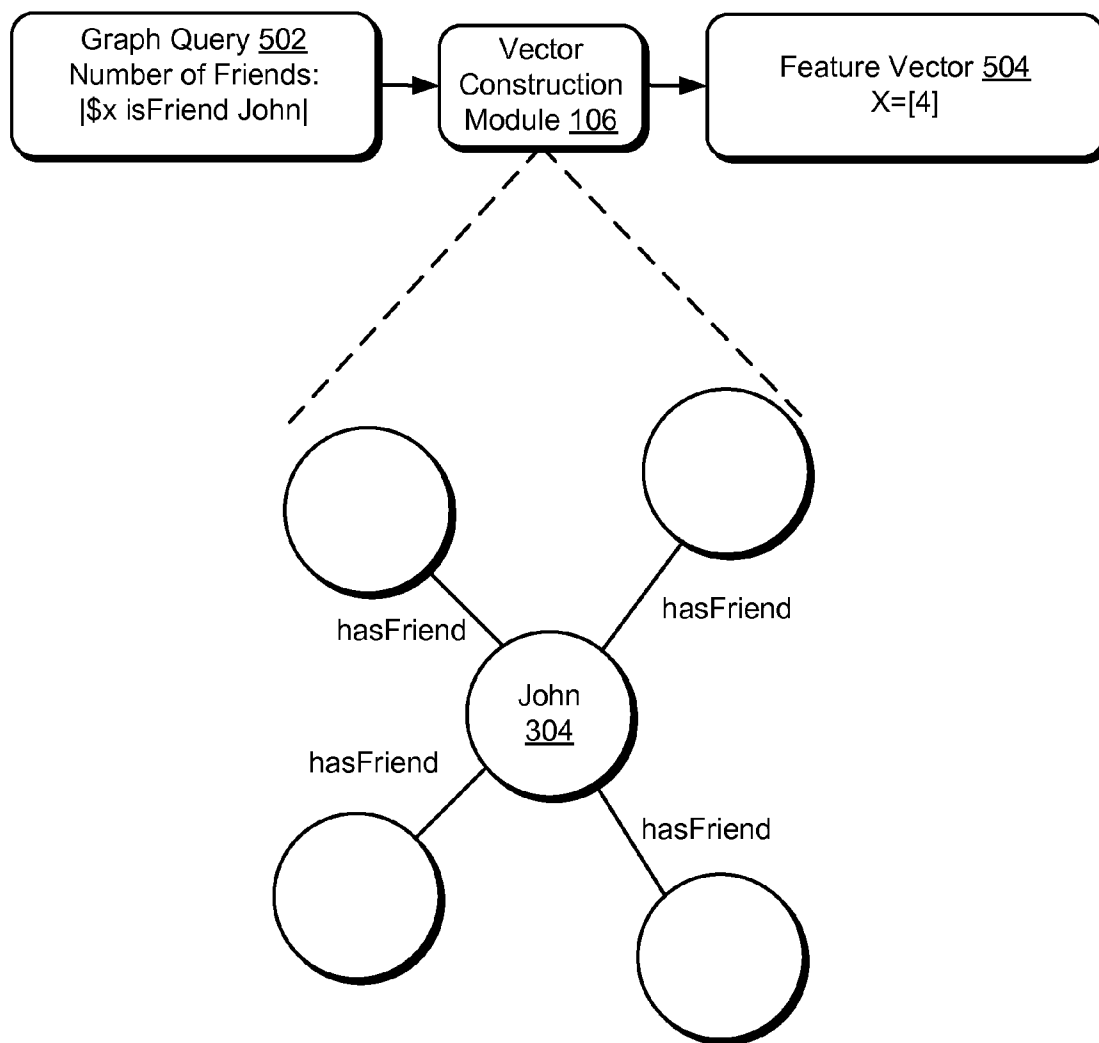 Graph Query 502
Number of Friends:
|$x isFriend John|
Vector
Construction
Module 106
Feature Vector 504
X=[4]
hasFriend
hasFriend
John
304
hasFriend
hasFriend